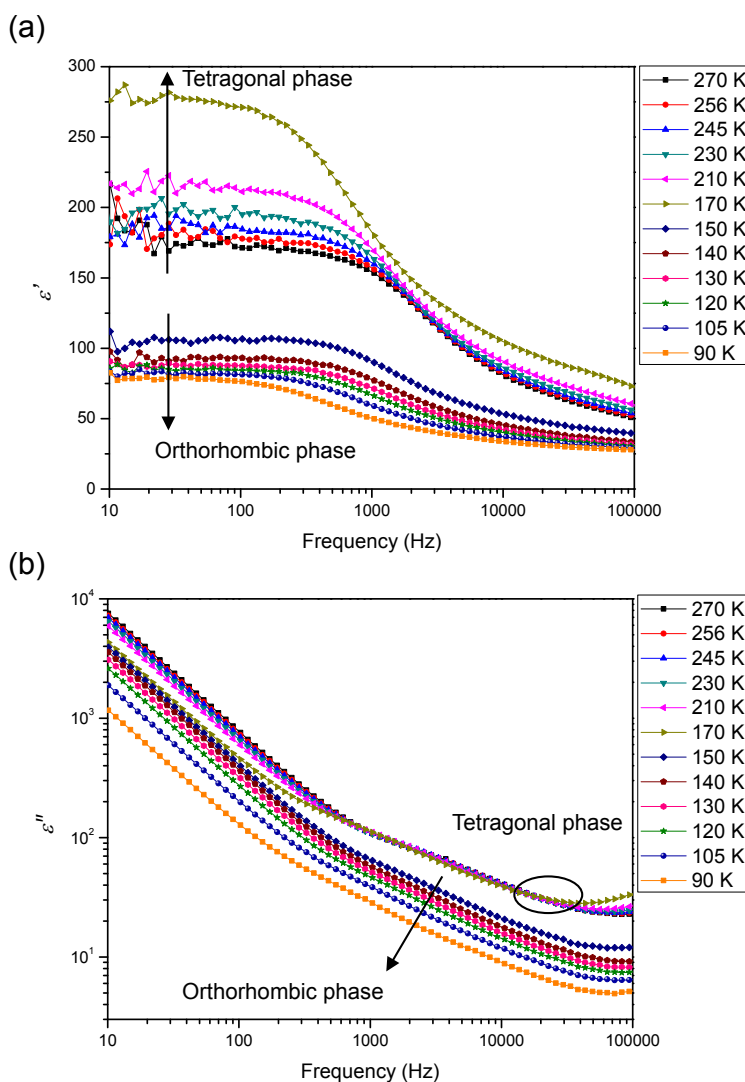 (a)
300
250
200
150
100
50
0
ε'
Tetragonal phase
Orthorhombic phase
10
100
1000
10000
100000
Frequency (Hz)
270 K
256 K
245 K
230 K
210 K
170 K
150 K
140 K
130 K
120 K
105 K
90 K
(b)
10⁴
10³
10²
10¹
ε"
Tetragonal phase
Orthorhombic phase
10
100
1000
10000
100000
Frequency (Hz)
270 K
256 K
245 K
230 K
210 K
170 K
150 K
140 K
130 K
120 K
105 K
90 K